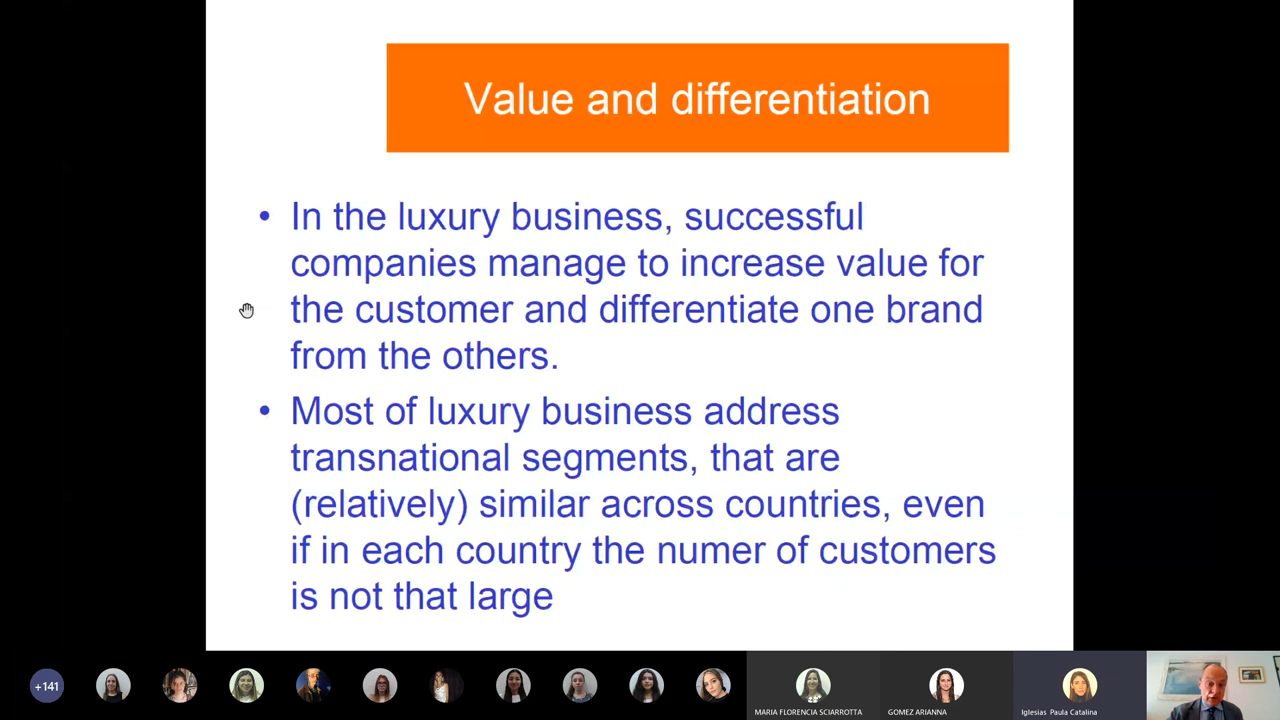 Value and differentiation
• In the luxury business, successful
companies manage to increase value for
the customer and differentiate one brand
from the others.
• Most of luxury business address
transnational segments, that are
(relatively) similar across countries, even
if in each country the numer of customers
is not that large
+141
MARIA FLORENCIA SCIARROTTA
GOMEZ ARIANNA
Iglesias Paula Catalina